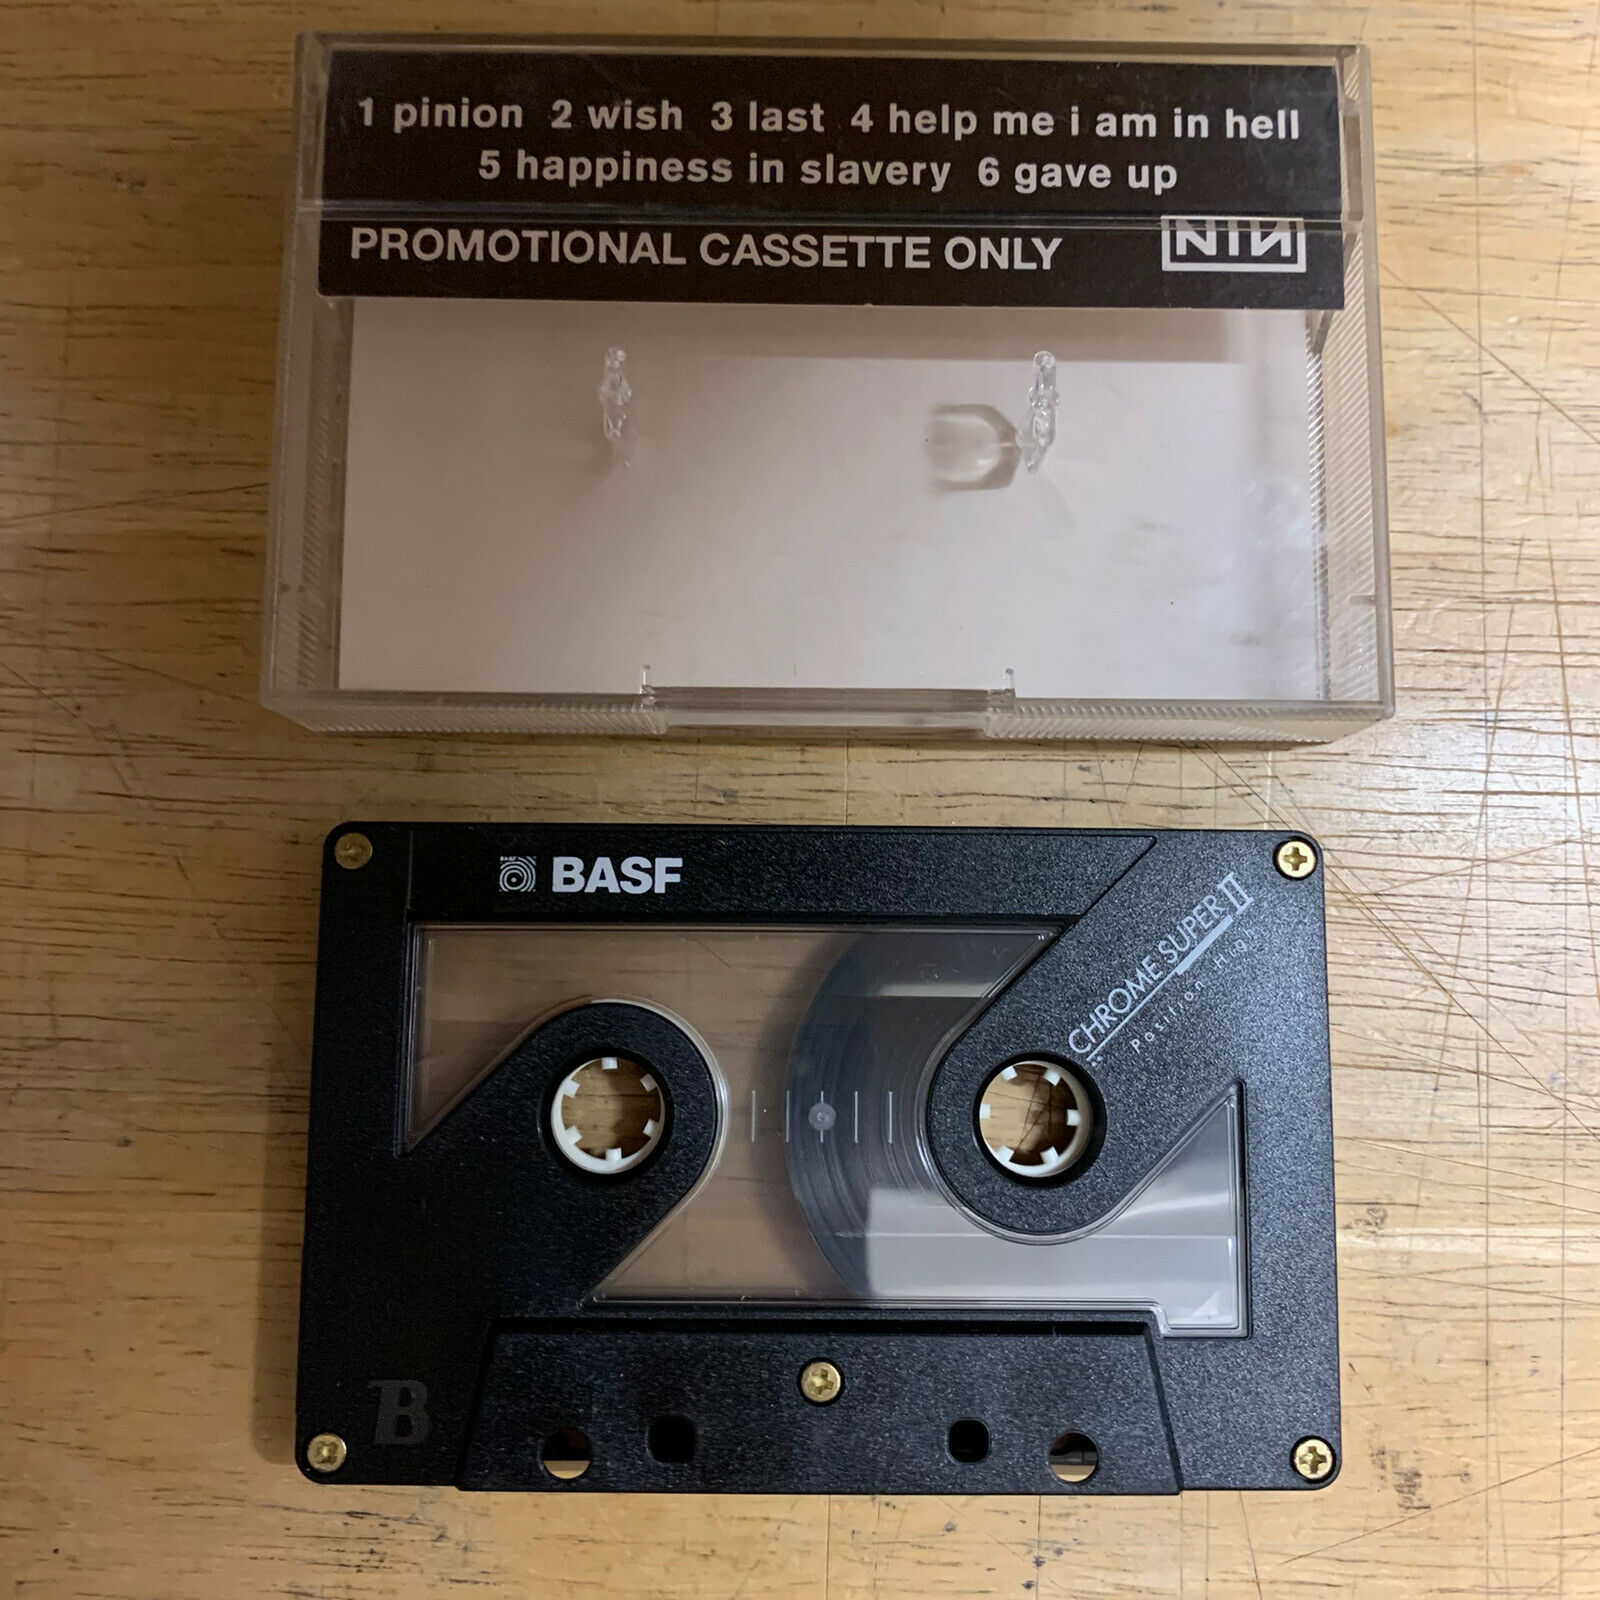 1 pinion 2 wish 3 last 4 help me i am in hell
5 happiness in slavery 6 gave up
PROMOTIONAL CASSETTE ONLY NIN
BASF
CHROME SUPER II
Position High
B